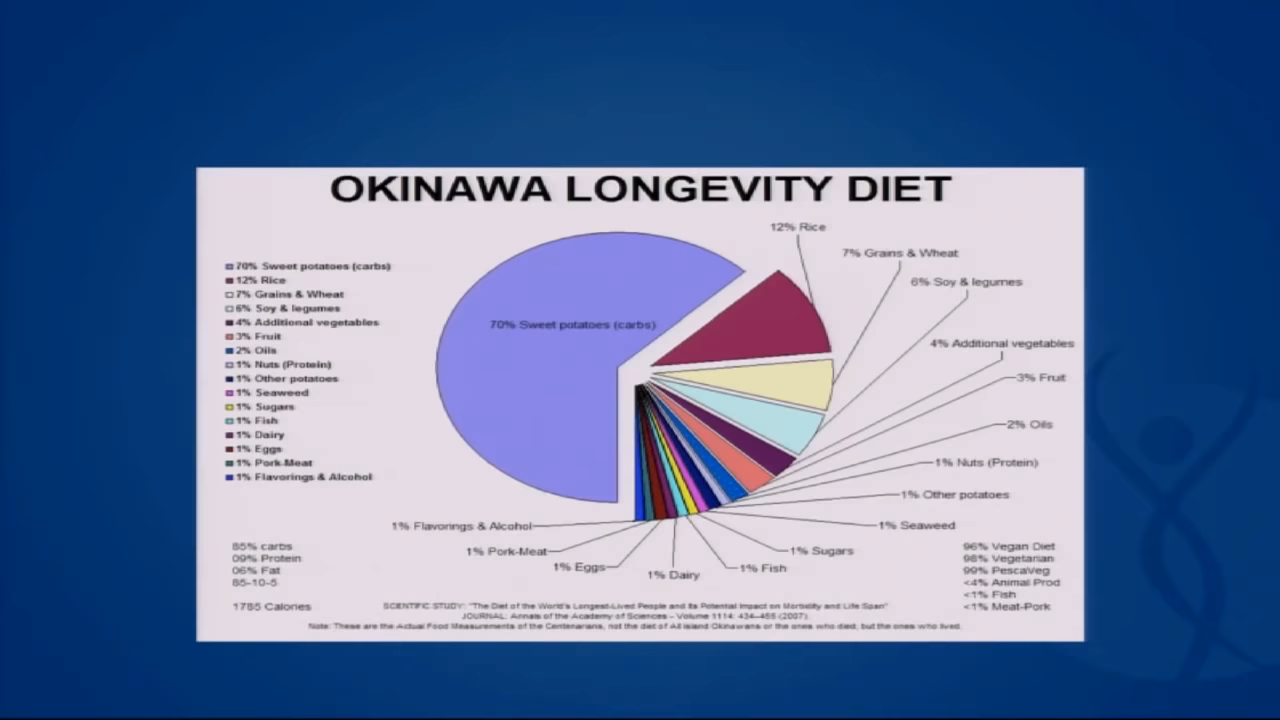 OKINAWA LONGEVITY DIET
70% Sweet potatoes (carbs)
12% Rice
7% Grains & Wheat
6% Soy & legumes
4% Additional vegetables
3% Fruit
2% Oils
1% Nuts (Protein)
1% Other potatoes
1% Seaweed
1% Sugars
1% Fish
1% Dairy
1% Eggs
1% Pork-Meat
1% Flavorings & Alcohol
70% Sweet potatoes (carbs)
12% Rice
7% Grains & Wheat
6% Soy & legumes
4% Additional vegetables
3% Fruit
2% Oils
1% Nuts (Protein)
1% Other potatoes
1% Seaweed
1% Sugars
1% Fish
1% Dairy
1% Eggs
1% Pork-Meat
1% Flavorings & Alcohol
85% carbs
09% Protein
06% Fat
85-10-5
1785 Calories
96% Vegan Diet
98% Vegetarian
99% PescaVeg
<4% Animal Prod
<1% Fish
<1% Meat-Pork
SCIENTIFIC STUDY: "The Diet of the World's Longest-Lived People and Its Potential Impact on Morbidity and Life Span"
JOURNAL: Annals of the Academy of Sciences - Volume 1114: 434–455 (2007).
Note: These are the Actual Food Measurements of the Centenarians, not the diet of All Island Okinawans or the ones who died, but the ones who lived.